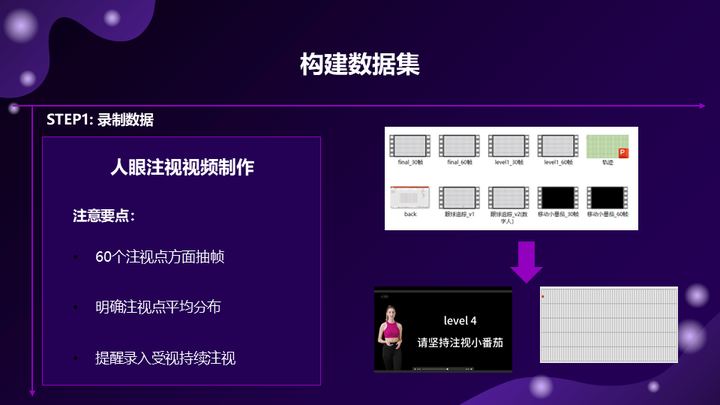 构建数据集
STEP1: 录制数据
人眼注视视频制作
注意要点：
60个注视点方面抽帧
明确注视点平均分布
提醒录入受视持续注视
final_30帧
final_60帧
level1_30帧
level1_60帧
轨迹
P
back
眼球追踪_v1
眼球追踪_v2(数字人)
移动小番茄_30帧
移动小番茄_60帧
level 4
请坚持注视小番茄